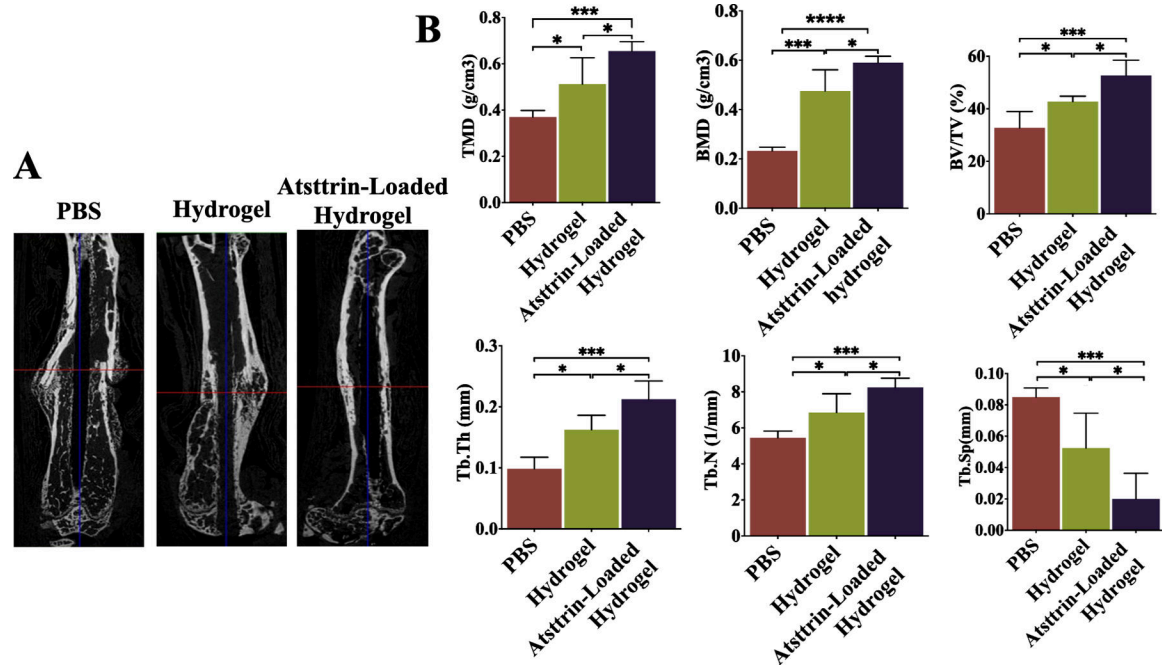 A
PBS
Hydrogel
Atsttrin-Loaded
Hydrogel
B
TMD (g/cm3)
0.8
0.6
0.4
0.2
0.0
***
*
*
PBS
Hydrogel
Atsttrin-Loaded
Hydrogel
BMD (g/cm3)
0.8
0.6
0.4
0.2
0.0
****
***
*
PBS
Hydrogel
Atsttrin-Loaded
hydrogel
BV/TV (%)
60
40
20
0
***
*
*
PBS
Hydrogel
Atsttrin-Loaded
Hydrogel
Tb.Th (mm)
0.3
0.2
0.1
0.0
***
*
*
PBS
Hydrogel
Atsttrin-Loaded
Hydrogel
Tb.N (1/mm)
10
8
6
4
2
0
***
*
*
PBS
Hydrogel
Atsttrin-Loaded
Hydrogel
Tb.Sp(mm)
0.10
0.08
0.06
0.04
0.02
0.00
***
*
*
PBS
Hydrogel
Atsttrin-Loaded
Hydrogel